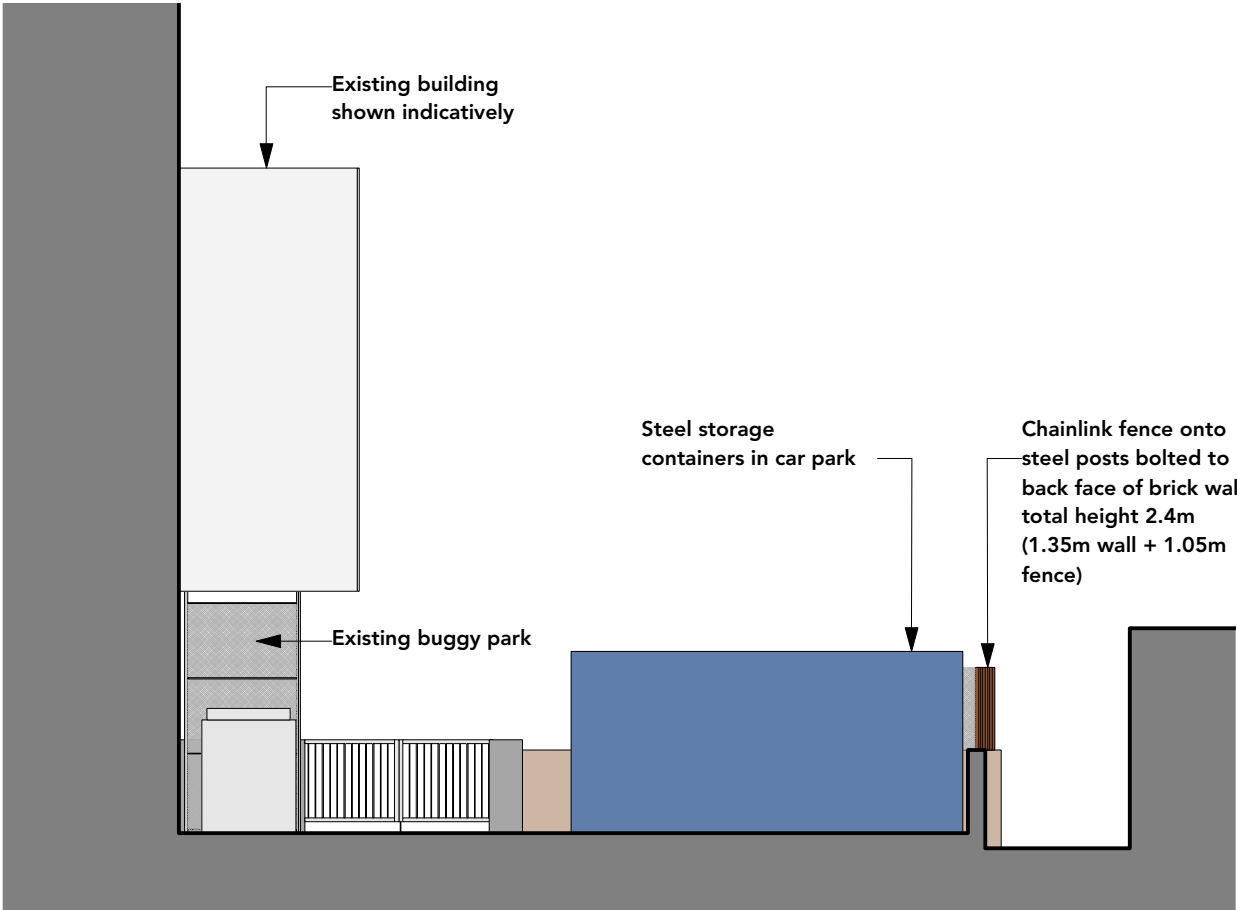 Existing building
shown indicatively
Steel storage
containers in car park
Chainlink fence onto
steel posts bolted to
back face of brick wal
total height 2.4m
(1.35m wall + 1.05m
fence)
Existing buggy park